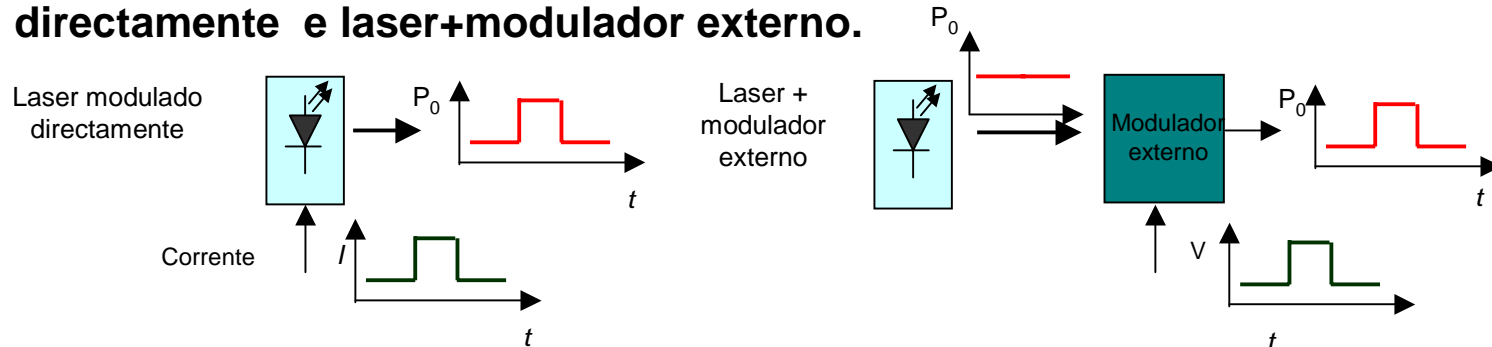 directamente e laser+modulador externo.
Laser modulado
directamente
P0
t
Corrente
I
t
Laser +
modulador
externo
P0
Modulador
externo
P0
t
V
t